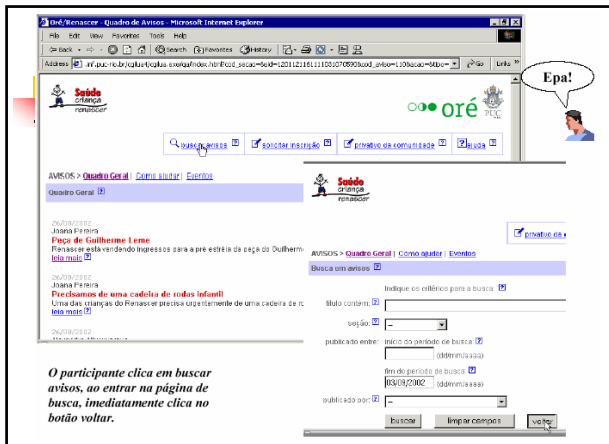 Oré/Renascer - Quadro de Avisos - Microsoft Internet Explorer
File Edit View Favorites Tools Help
Back Search Favorites History
Address Go Links »
Epa!
Saúde
criança
renascer
oré
PUC
buscar avisos ? solicitar inscrição ? privativo da comunidade ? ajuda ?
AVISOS > Quadro Geral | Como ajudar | Eventos
Quadro Geral ?
26/08/2002
Joana Pereira
Peça de Guilherme Leme
Renascer está vendendo ingressos para a pré estréia da peça do Guilherme
leia mais ?
26/08/2002
Joana Pereira
Precisamos de uma cadeira de rodas infantil
Uma das crianças do Renascer precisa urgentemente de uma cadeira de
leia mais ?
26/08/2002
Saúde
criança
renascer
privativo da
AVISOS > Quadro Geral | Como ajudar | Eventos
Busca em avisos ?
Indique os critérios para a busca: ?
título contém: ?
seção: ? --
publicado entre: início do período de busca: ?
(dd/mm/aaaa)
fim do período de busca: ?
03/09/2002 (dd/mm/aaaa)
publicado por: ? --
buscar limpar campos voltar
O participante clica em buscar
avisos, ao entrar na página de
busca, imediatamente clica no
botão voltar.